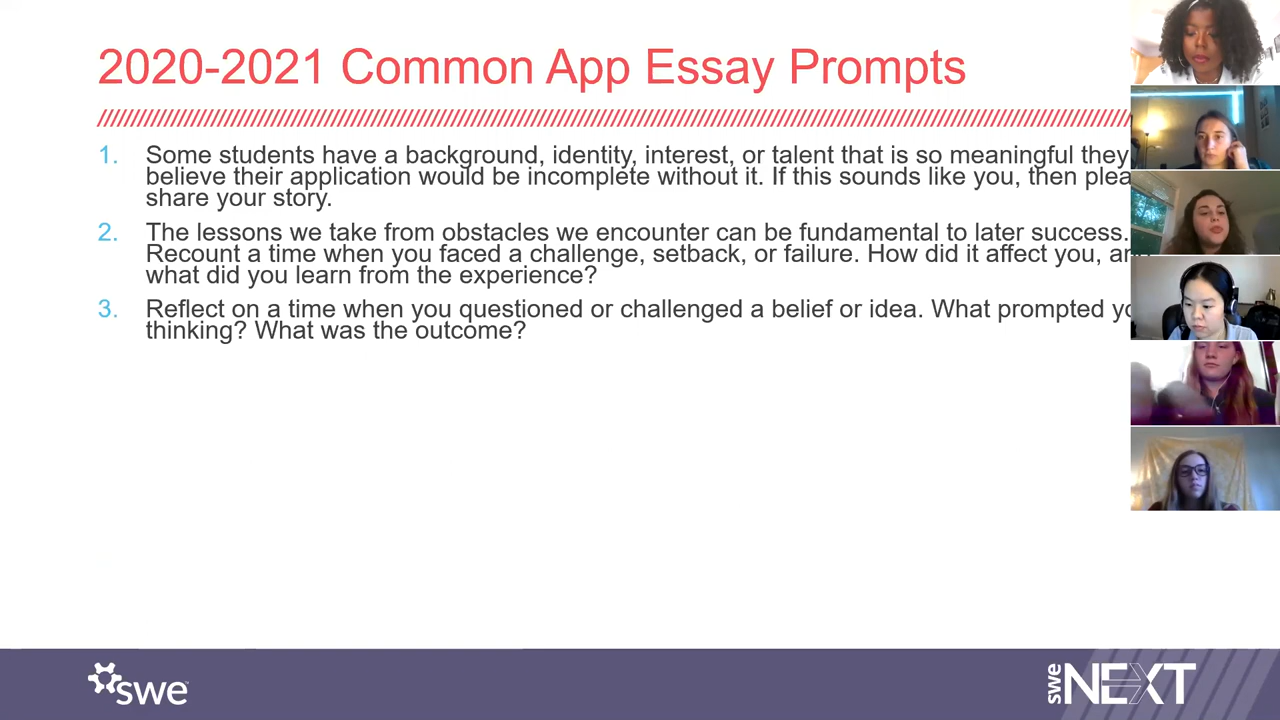 2020-2021 Common App Essay Prompts
1. Some students have a background, identity, interest, or talent that is so meaningful they
believe their application would be incomplete without it. If this sounds like you, then
share your story.
2. The lessons we take from obstacles we encounter can be fundamental to later success.
Recount a time when you faced a challenge, setback, or failure. How did it affect you,
what did you learn from the experience?
3. Reflect on a time when you questioned or challenged a belief or idea. What prompted
thinking? What was the outcome?
swe
swe NEXT